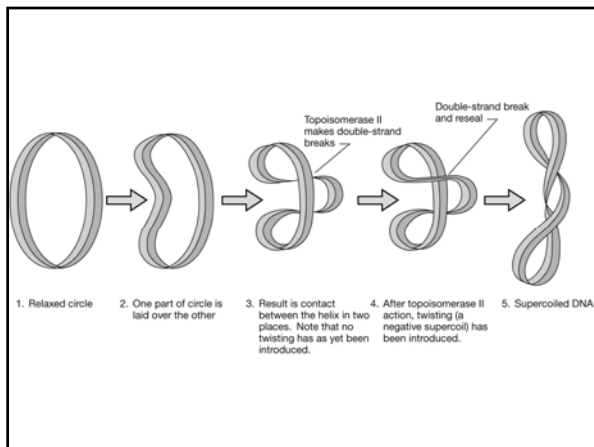 Topoisomerase II
makes double-strand
breaks
Double-strand break
and reseal
1. Relaxed circle
2. One part of circle is
laid over the other
3. Result is contact
between the helix in two
places. Note that no
twisting has as yet been
introduced.
4. After topoisomerase II
action, twisting (a
negative supercoil) has
been introduced.
5. Supercoiled DNA